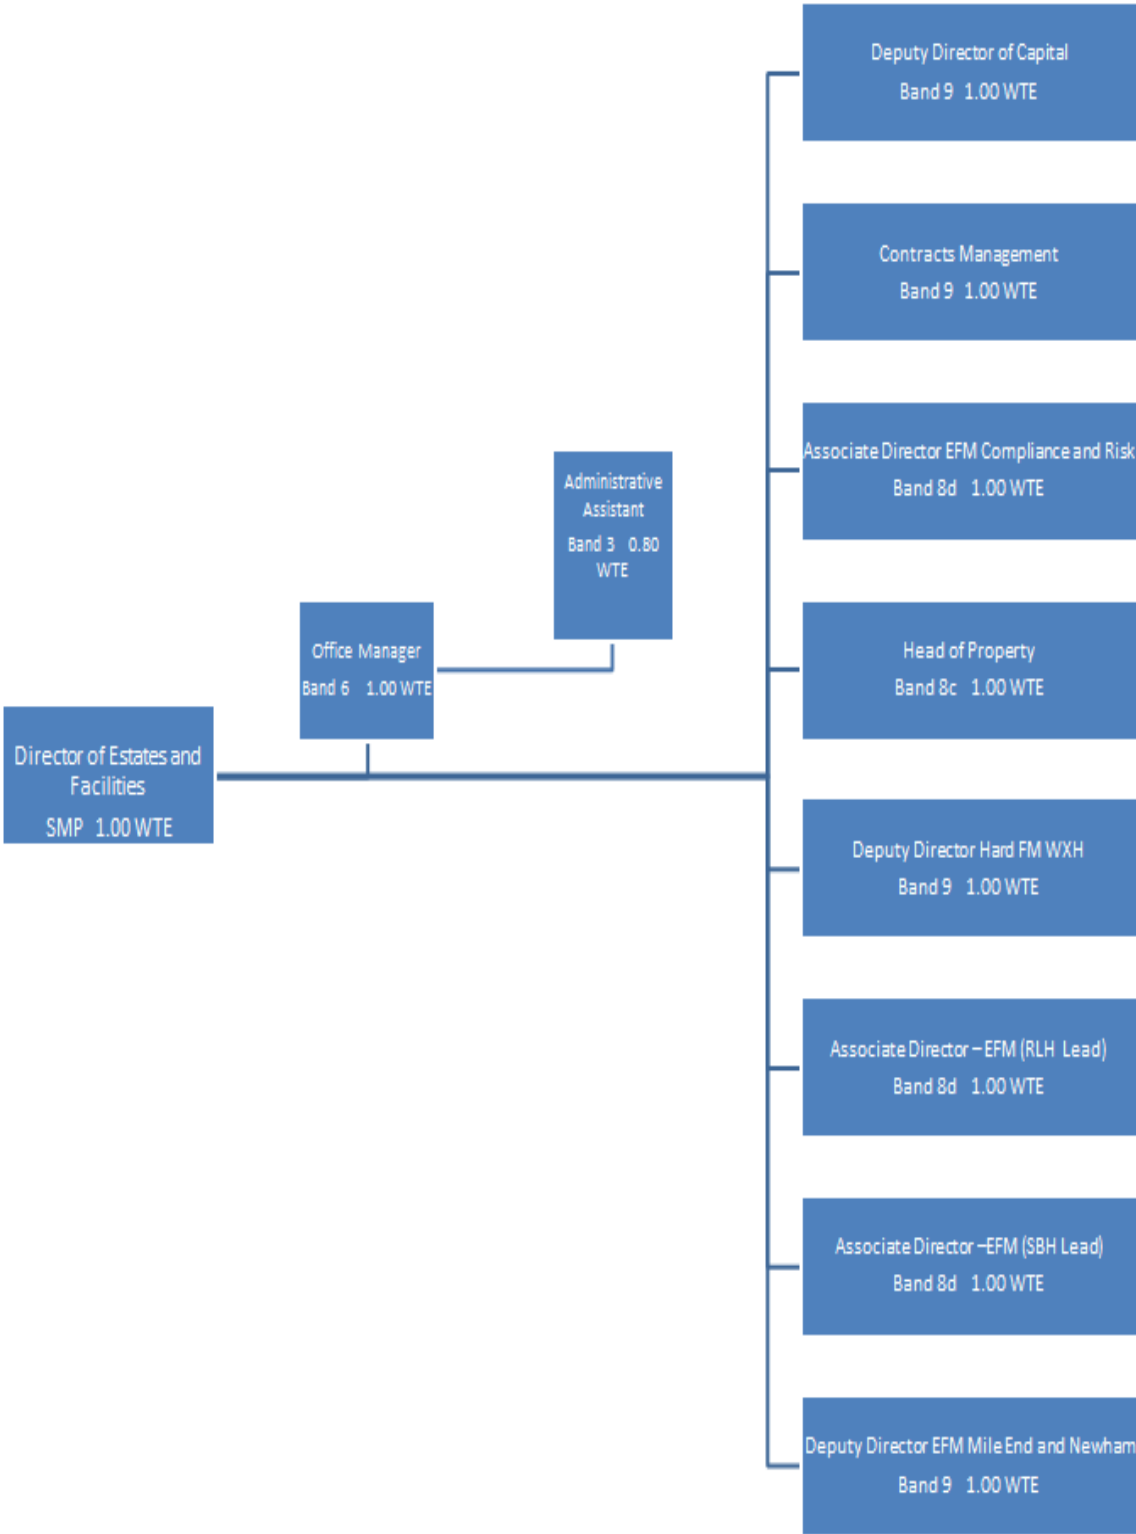 Deputy Director of Capital
Band 9 1.00 WTE
Contracts Management
Band 9 1.00 WTE
Associate Director EFM Compliance and Risk
Band 8d 1.00 WTE
Administrative
Assistant
Band 3 0.80
WTE
Office Manager
Band 6 1.00 WTE
Head of Property
Band 8c 1.00 WTE
Director of Estates and
Facilities
SMP 1.00 WTE
Deputy Director Hard FM WXH
Band 9 1.00 WTE
Associate Director – EFM (RLH Lead)
Band 8d 1.00 WTE
Associate Director –EFM (SBH Lead)
Band 8d 1.00 WTE
Deputy Director EFM Mile End and Newham
Band 9 1.00 WTE